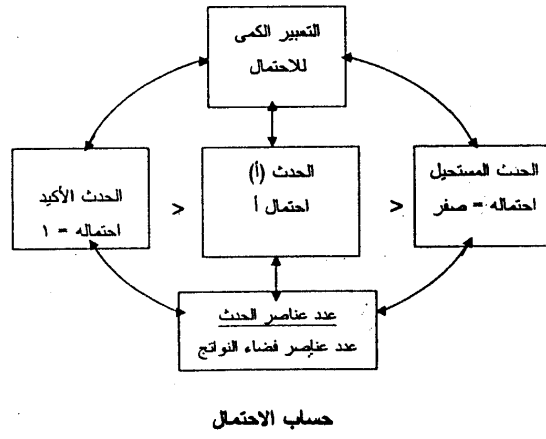 التعبير الكمى
للاحتمال
الحدث المستحيل
احتماله = صفر
>
الحدث (أ)
احتمال أ
>
الحدث الأكيد
احتماله = ١
عدد عناصر الحدث
عدد عناصر فضاء النواتج
حساب الاحتمال